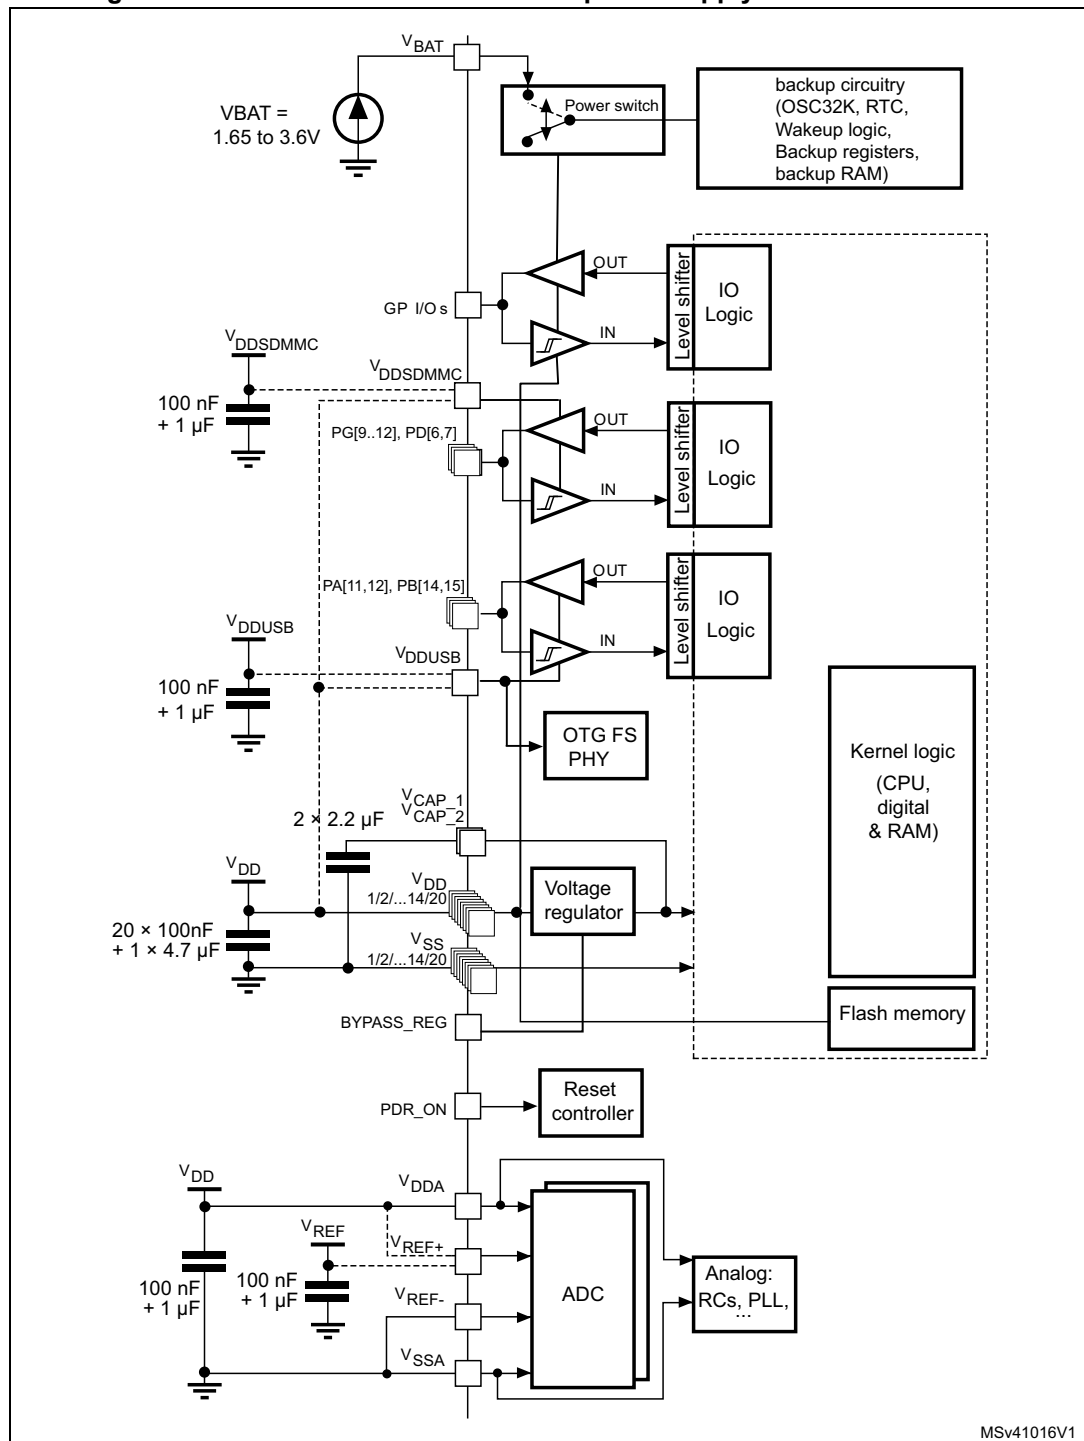 VBAT
VBAT =
1.65 to 3.6V
Power switch
backup circuitry
(OSC32K, RTC,
Wakeup logic,
Backup registers,
backup RAM)
GP I/Os
OUT
IN
Level shifter
IO
Logic
VDDSDMMC
100 nF
+ 1 µF
VDDSDMMC
PG[9..12], PD[6,7]
OUT
IN
Level shifter
IO
Logic
PA[11,12], PB[14,15]
OUT
IN
Level shifter
IO
Logic
VDDUSB
100 nF
+ 1 µF
VDDUSB
OTG FS
PHY
Kernel logic
(CPU,
digital
& RAM)
VCAP_1
VCAP_2
2 × 2.2 µF
VDD
20 × 100nF
+ 1 × 4.7 µF
VDD
1/2/...14/20
Voltage
regulator
VSS
1/2/...14/20
BYPASS_REG
Flash memory
PDR_ON
Reset
controller
VDD
100 nF
+ 1 µF
VREF
100 nF
+ 1 µF
VDDA
VREF+
VREF-
VSSA
ADC
Analog:
RCs, PLL,
...
MSv41016V1